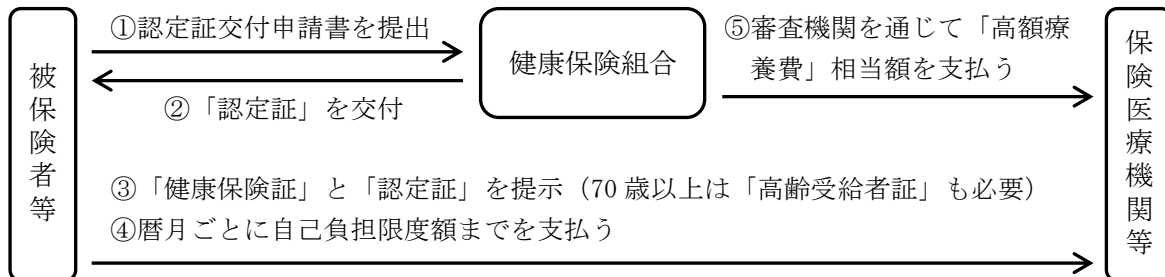 被保険者等
①認定証交付申請書を提出
②「認定証」を交付
健康保険組合
⑤審査機関を通じて「高額療
養費」相当額を支払う
保険医療機関等
③「健康保険証」と「認定証」を提示（70 歳以上は「高齢受給者証」も必要）
④暦月ごとに自己負担限度額までを支払う